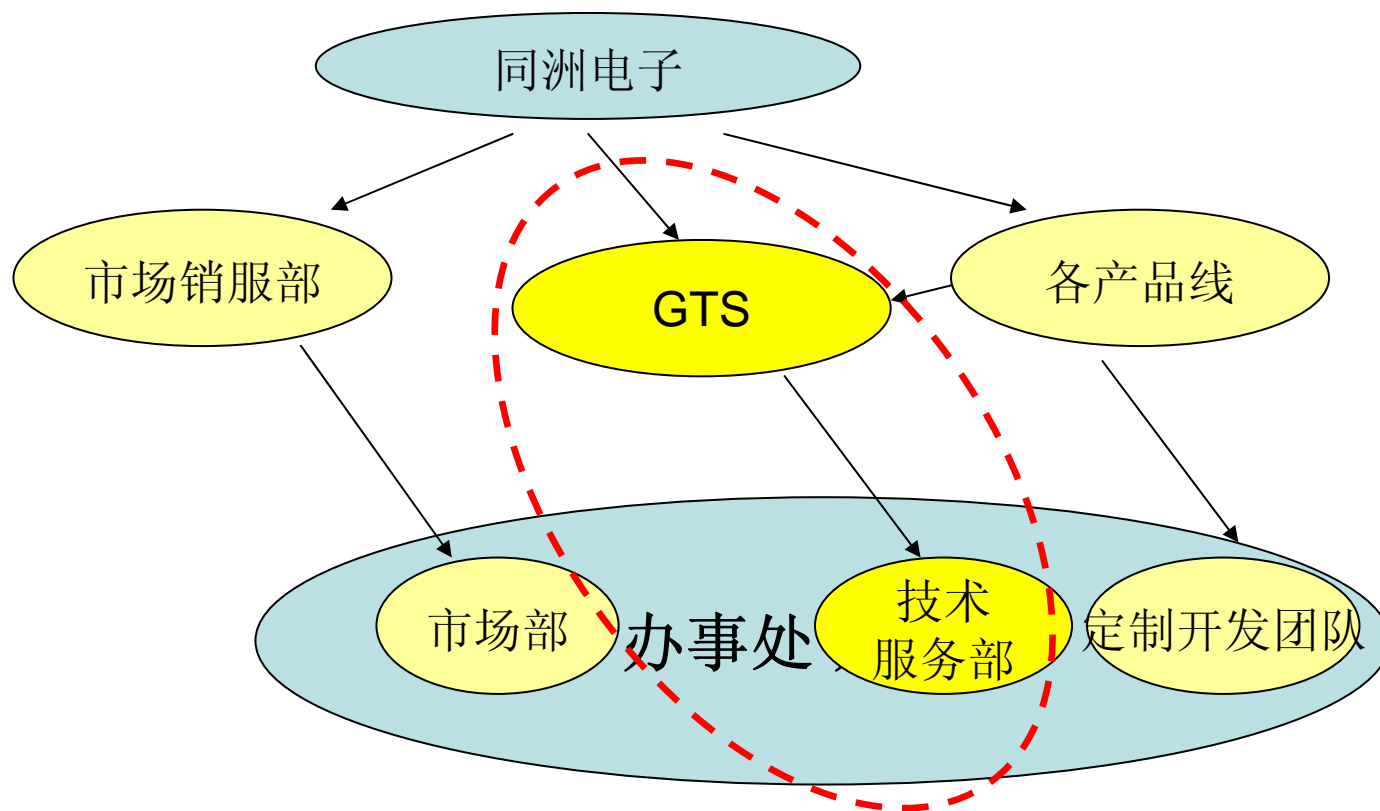 同洲电子
市场销服部
GTS
各产品线
市场部
办事处
技术
服务部
定制开发团队